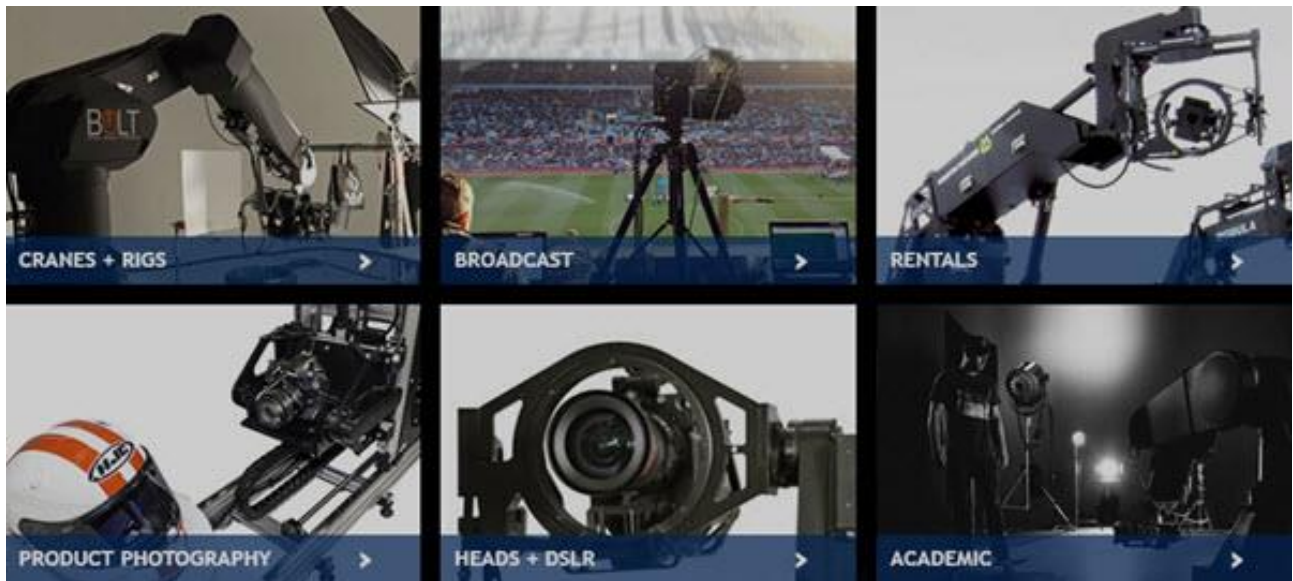 BOLT
CRANES + RIGS
BROADCAST
RENTALS
HJC
PRODUCT PHOTOGRAPHY
HEADS + DSLR
ACADEMIC